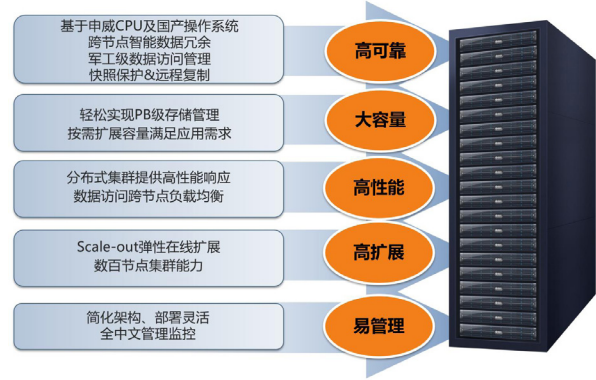 基于申威CPU及国产操作系统
跨节点智能数据冗余
军工级数据访问管理
快照保护&远程复制
高可靠
轻松实现PB级存储管理
按需扩展容量满足应用需求
大容量
分布式集群提供高性能响应
数据访问跨节点负载均衡
高性能
Scale-out弹性在线扩展
数百节点集群能力
高扩展
简化架构、部署灵活
全中文管理监控
易管理